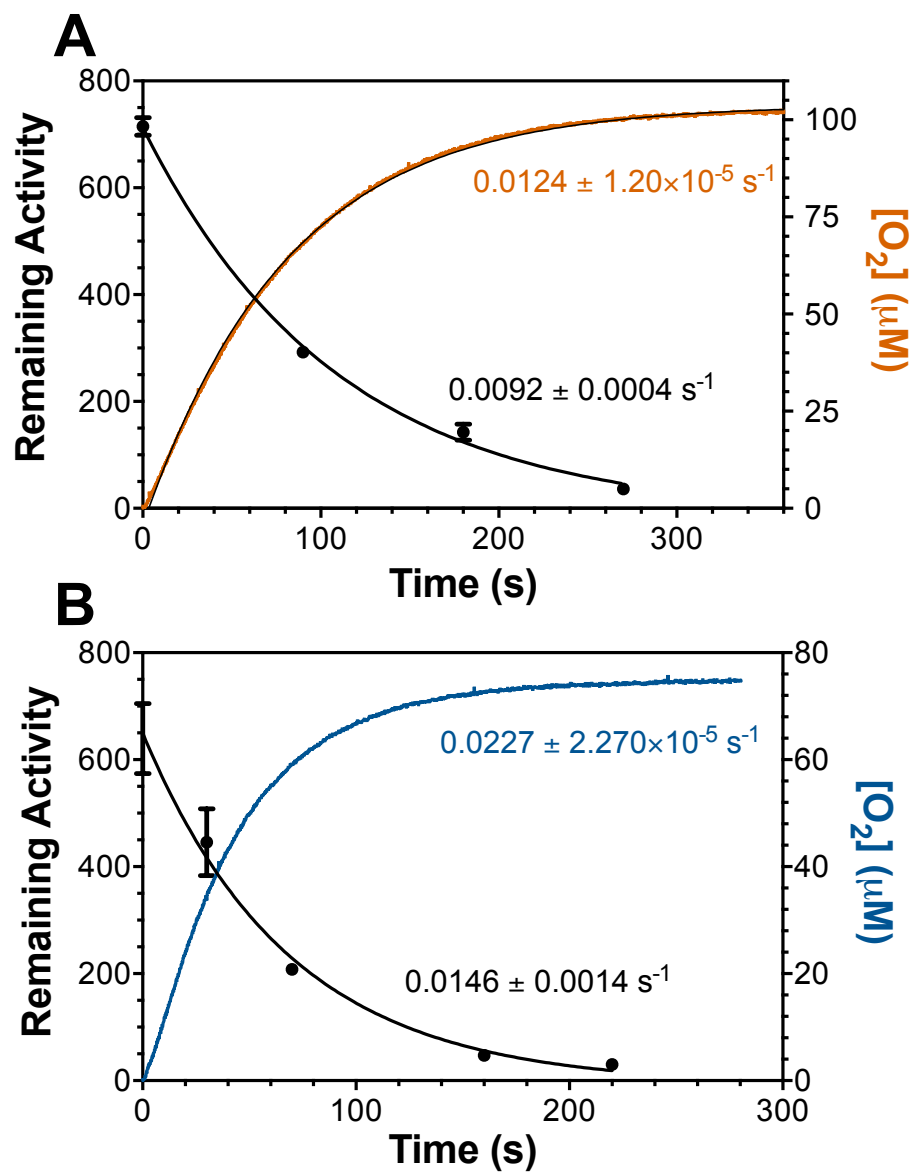 A
800
600
400
200
0
Remaining Activity
100
75
50
25
0
[O₂] (μM)
0.0124 ± 1.20×10⁻⁵ s⁻¹
0.0092 ± 0.0004 s⁻¹
0 100 200 300
Time (s)
B
800
600
400
200
0
Remaining Activity
80
60
40
20
0
[O₂] (μM)
0.0227 ± 2.270×10⁻⁵ s⁻¹
0.0146 ± 0.0014 s⁻¹
0 100 200 300
Time (s)